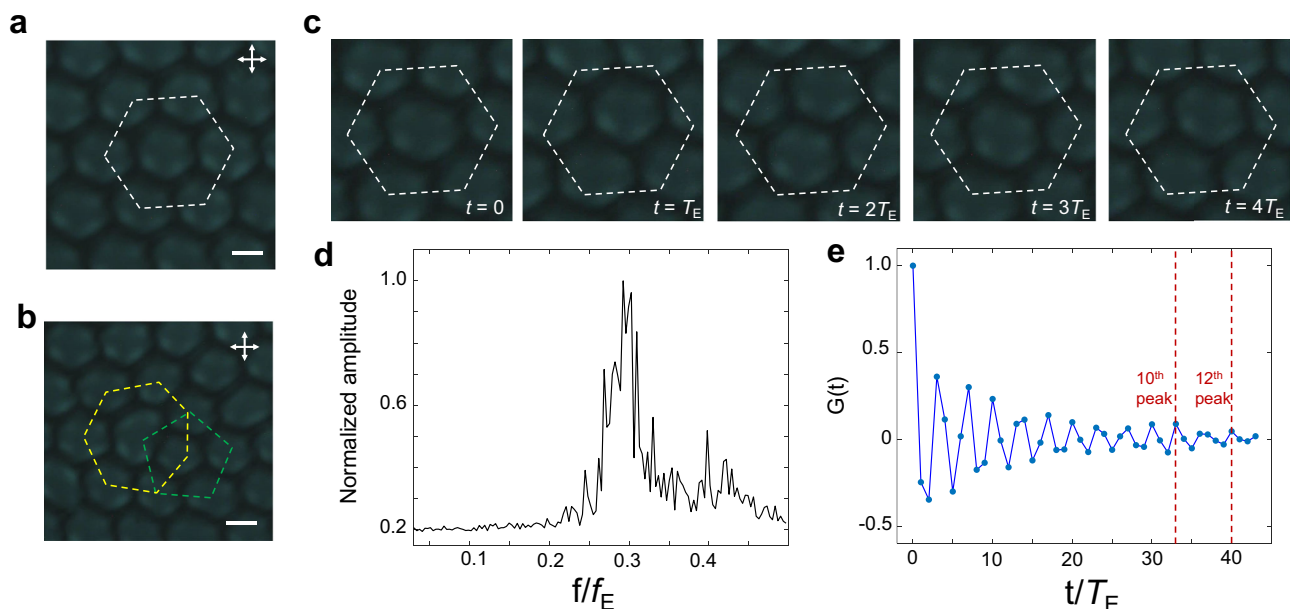 a
b
c
t = 0
t = T_E
t = 2T_E
t = 3T_E
t = 4T_E
d
Normalized amplitude
1.0
0.6
0.2
0.1
0.2
0.3
0.4
f/f_E
e
G(t)
1.0
0.5
0
-0.5
10th
peak
12th
peak
0
10
20
30
40
t/T_E